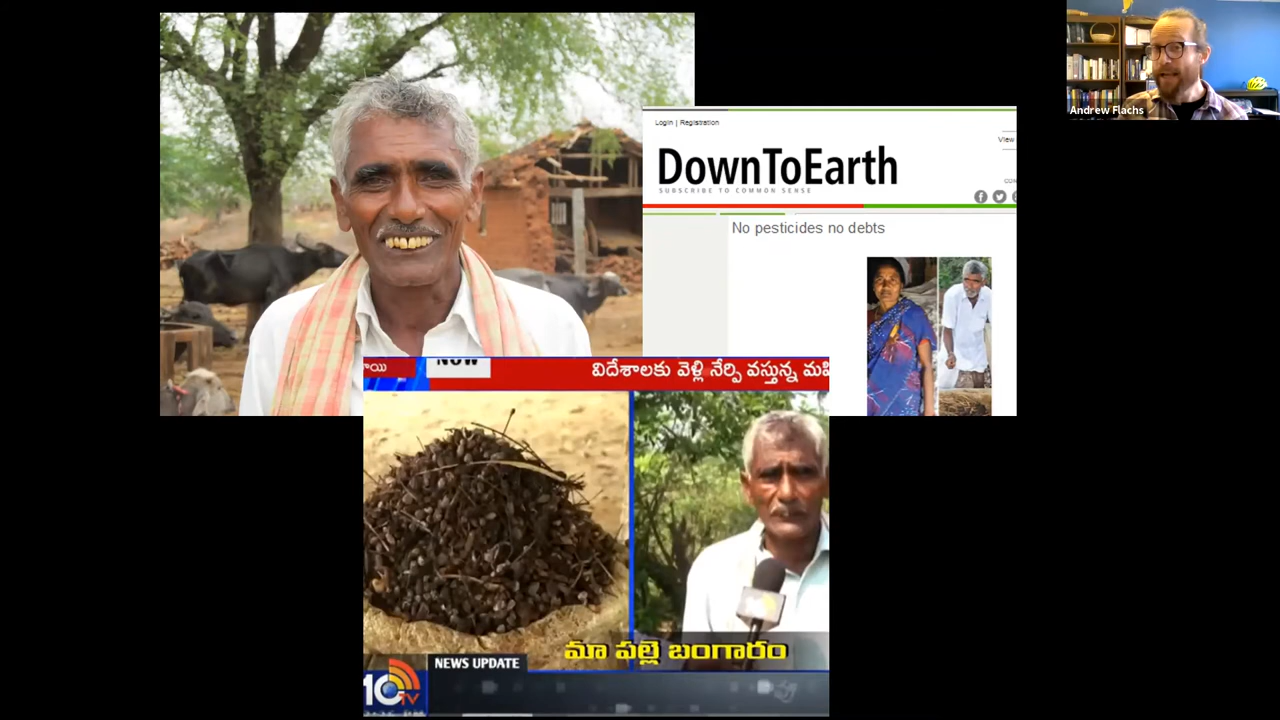 Andrew Flachs
Login | Registration
View
DownToEarth
SUBSCRIBE TO COMMON SENSE
No pesticides no debts
NOW
విదేశాలకు వెళ్లి నేర్పి వస్తున్న
మా పల్లె బంగారం
NEWS UPDATE
10TV